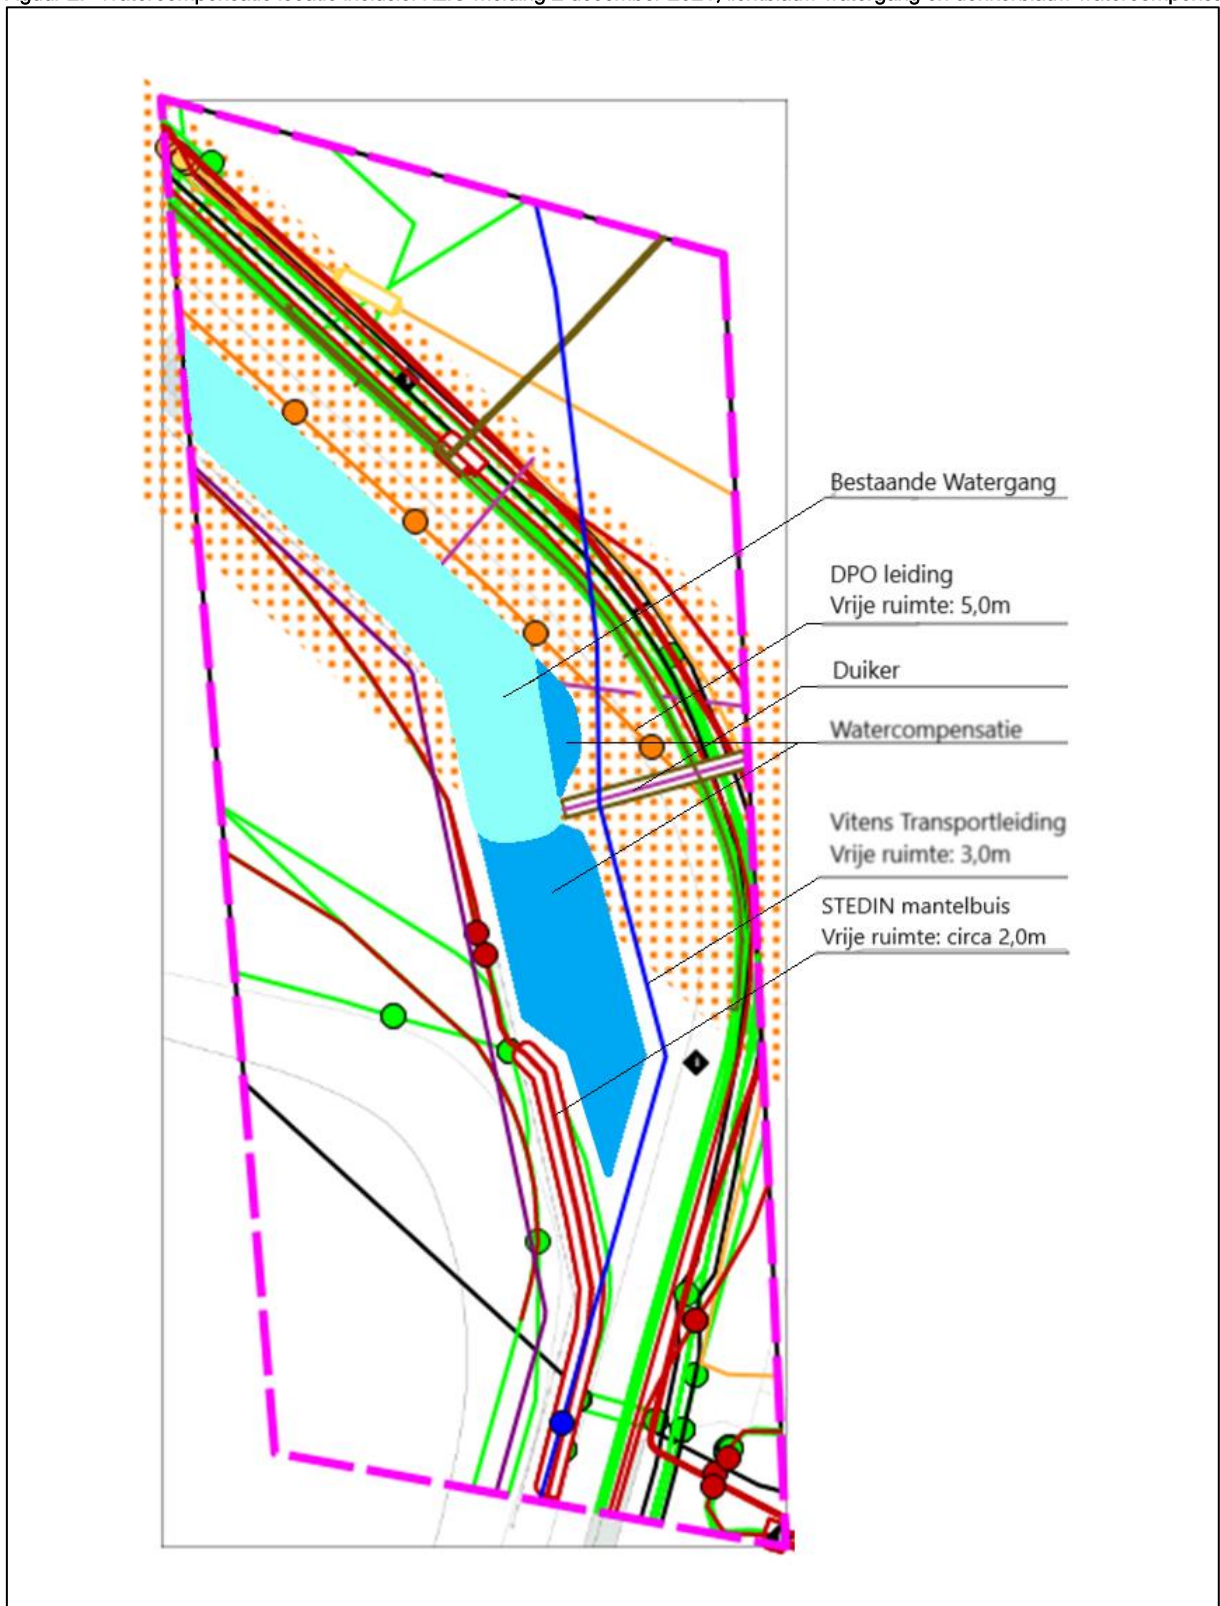 Bestaande Watergang
DPO leiding
Vrije ruimte: 5,0m
Duiker
Watercompensatie
Vitens Transportleiding
Vrije ruimte: 3,0m
STEDIN mantelbuis
Vrije ruimte: circa 2,0m